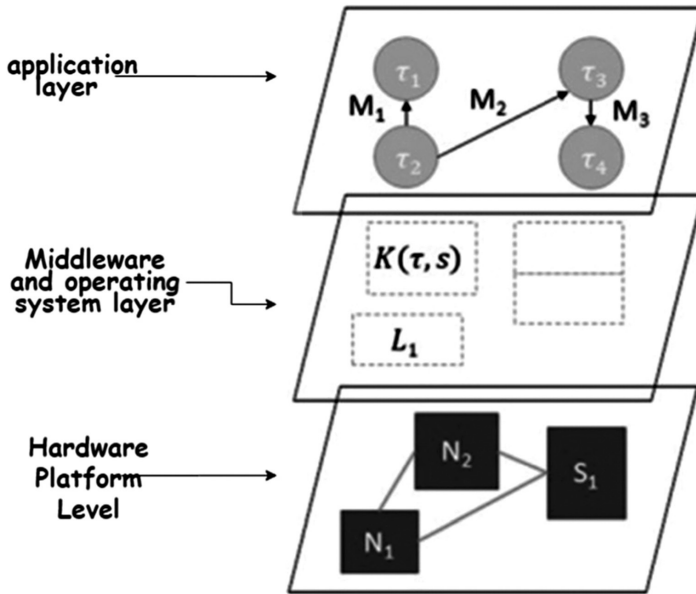 application
layer
τ₁
τ₃
M₁
M₂
M₃
τ₂
τ₄
Middleware
and operating
system layer
K(τ, s)
L₁
Hardware
Platform
Level
N₂
S₁
N₁